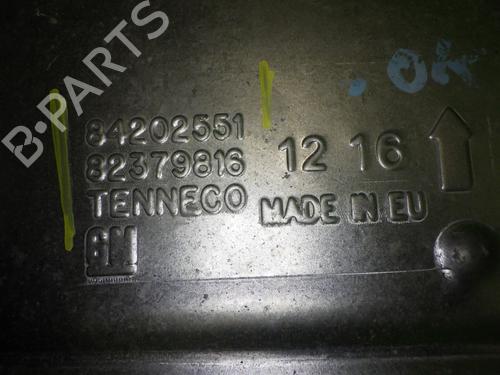 B-PARTS
.OK
84202551
82379816
TENNECO
GM
12 16
MADE IN EU